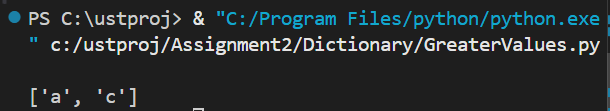 PS C:\ustproj> & "C:/Program Files/python/python.exe
" c:/ustproj/Assignment2/Dictionary/GreaterValues.py
['a', 'c']